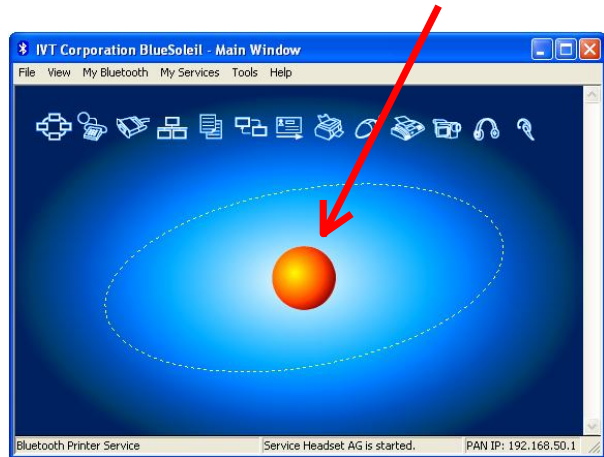 IVT Corporation BlueSoleil - Main Window
File View My Bluetooth My Services Tools Help
Bluetooth Printer Service Service Headset AG is started. PAN IP: 192.168.50.1